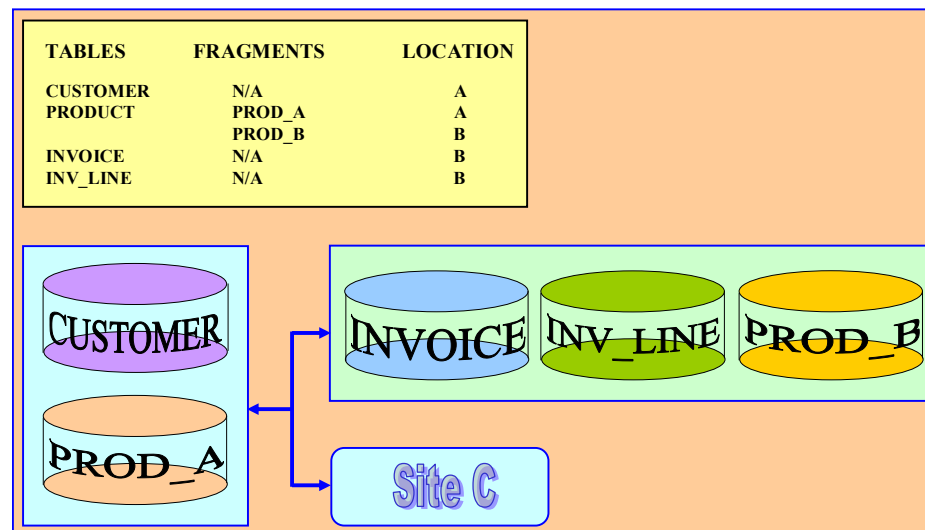 TABLES FRAGMENTS LOCATION
CUSTOMER N/A A
PRODUCT PROD_A A
PROD_B B
INVOICE N/A B
INV_LINE N/A B
CUSTOMER
INVOICE
INV_LINE
PROD_B
PROD_A
Site C